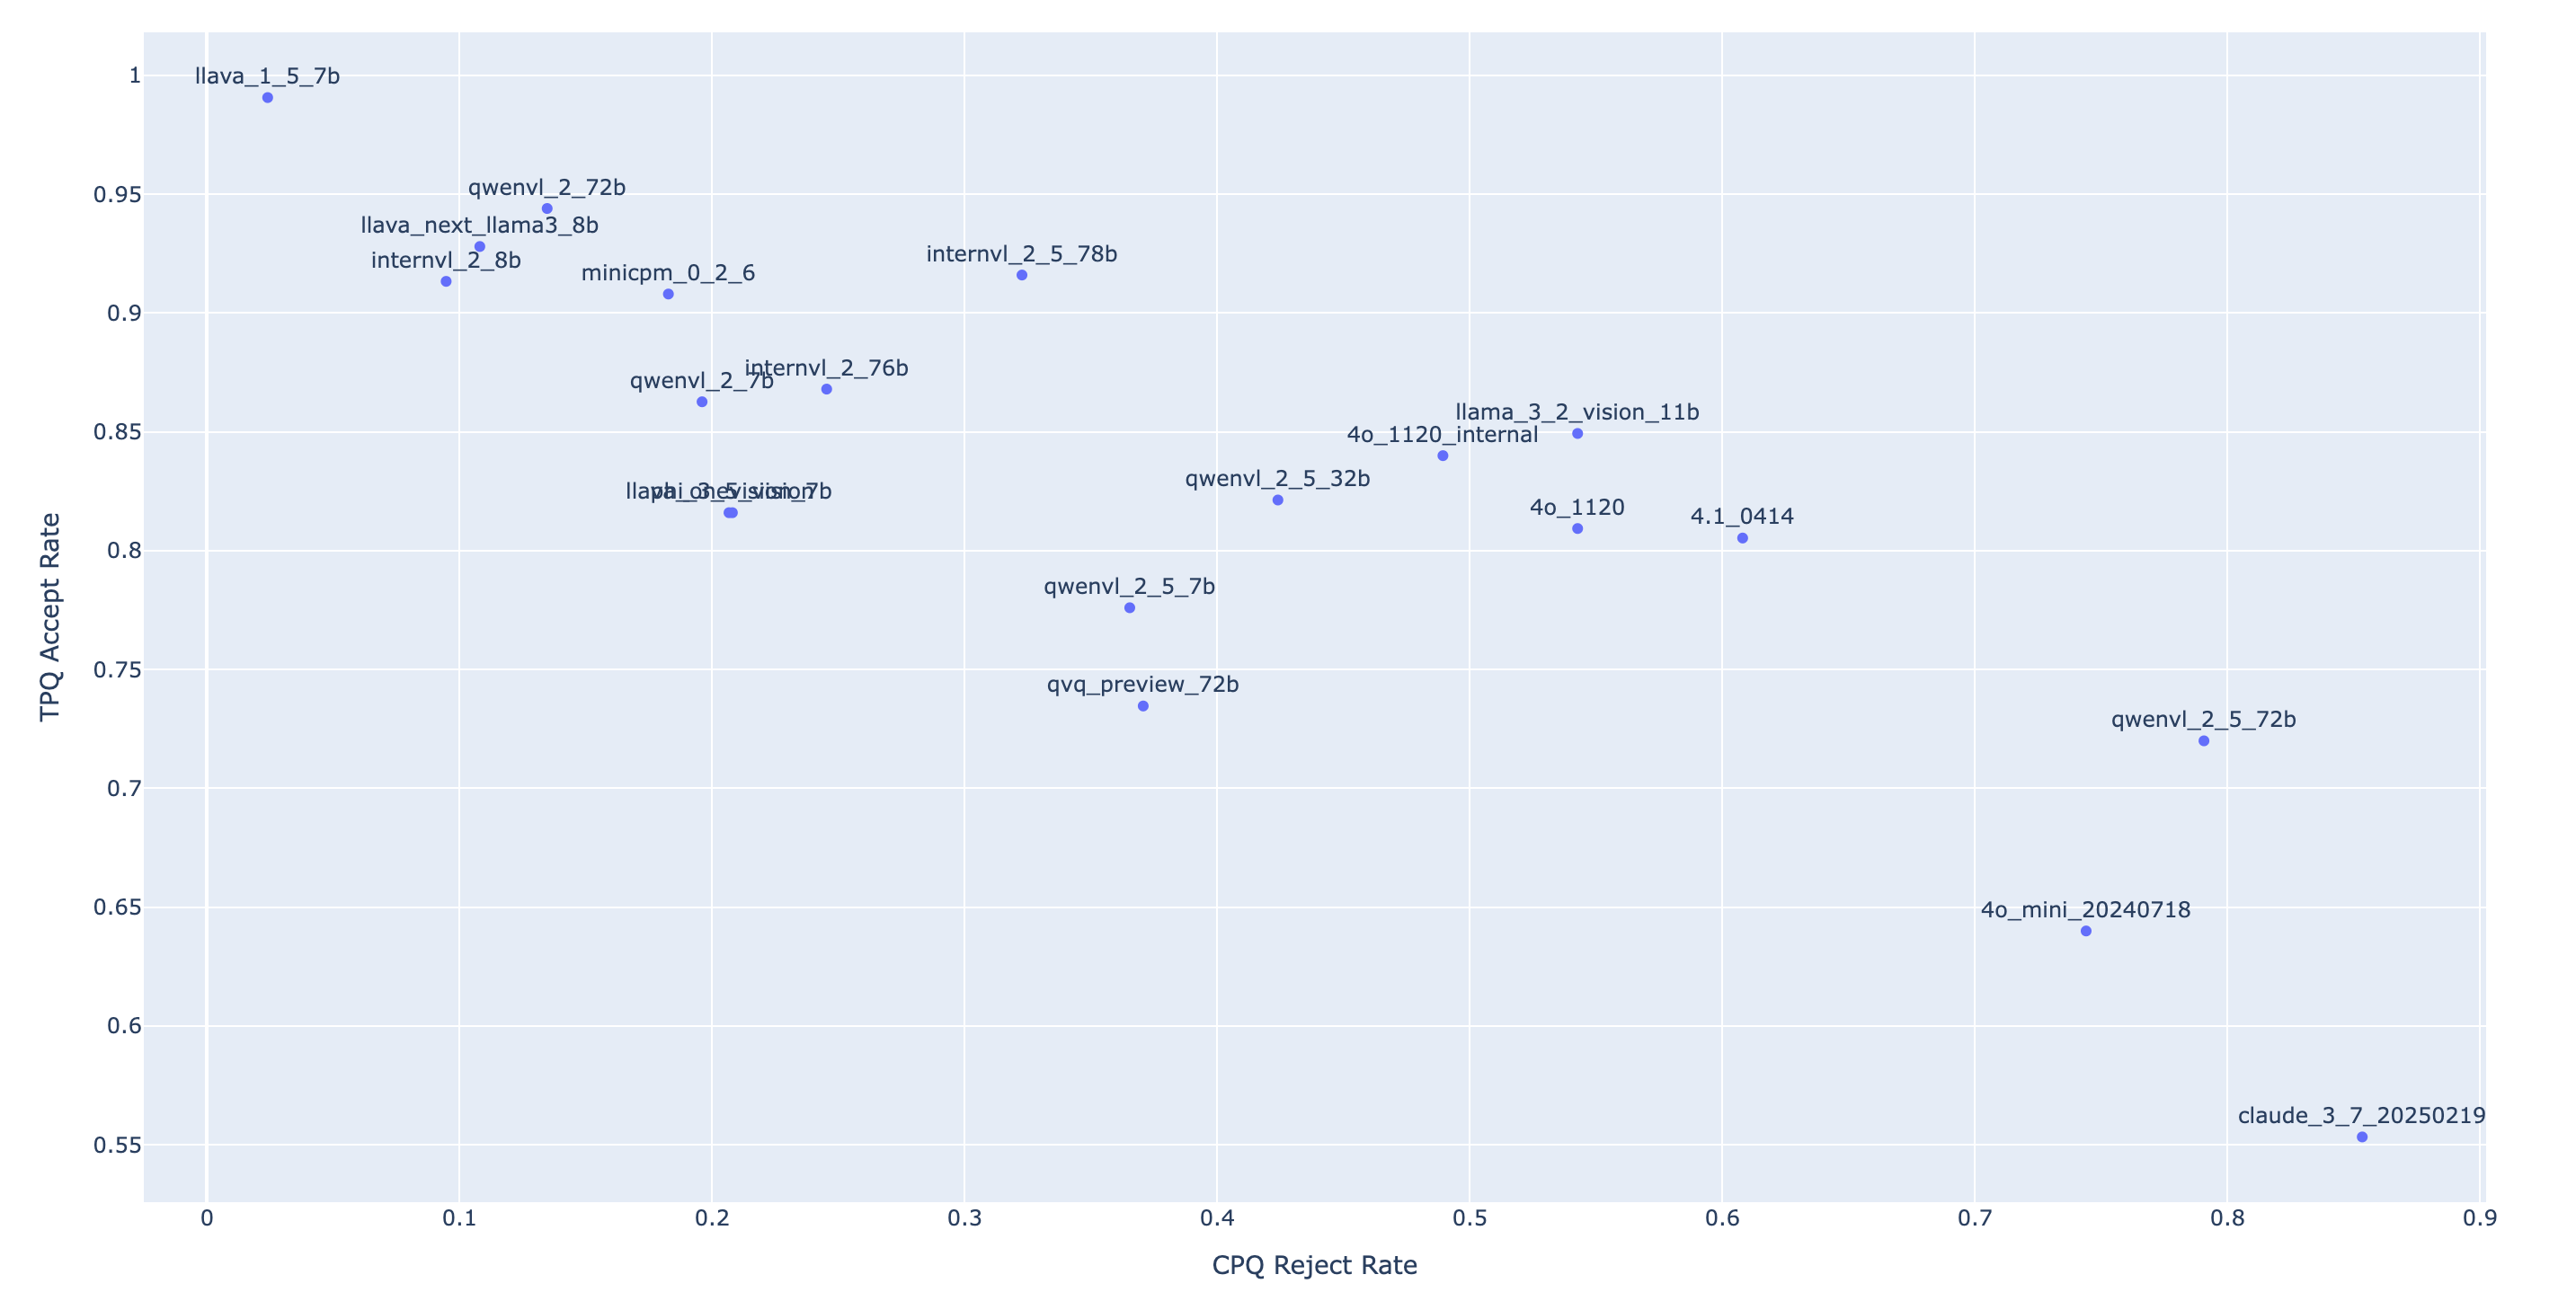 1
llava_1_5_7b
0.95
qwenvl_2_72b
llava_next_llama3_8b
internvl_2_8b
minicpm_0_2_6
internvl_2_5_78b
0.9
internvl_2_76b
qwenvl_2_7b
llama_3_2_vision_11b
0.85
4o_1120_internal
qwenvl_2_5_32b
llava_onevision_7b
phi_3_5_vision
4o_1120
4.1_0414
0.8
qwenvl_2_5_7b
TPQ Accept Rate
0.75
qvq_preview_72b
qwenvl_2_5_72b
0.7
0.65
4o_mini_20240718
0.6
claude_3_7_20250219
0.55
0 0.1 0.2 0.3 0.4 0.5 0.6 0.7 0.8 0.9
CPQ Reject Rate